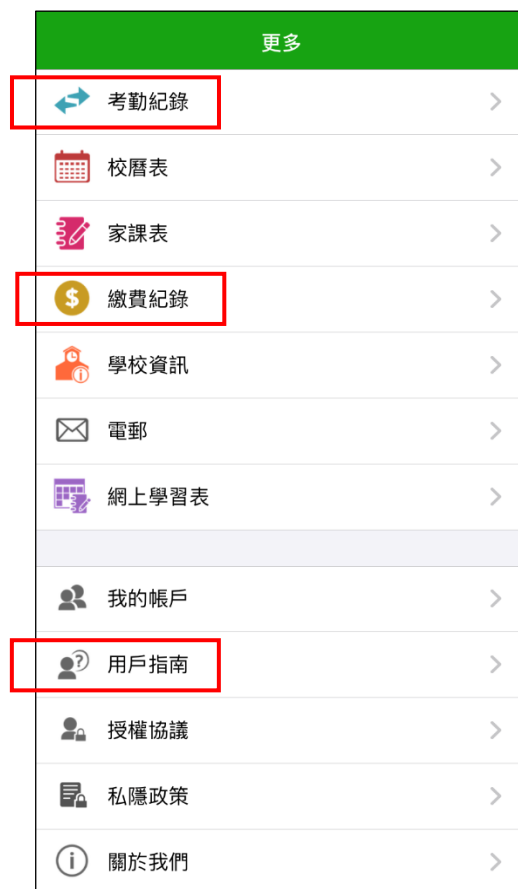 更多
考勤紀錄
校曆表
家課表
繳費紀錄
學校資訊
電郵
網上學習表
我的帳戶
用戶指南
授權協議
私隱政策
關於我們